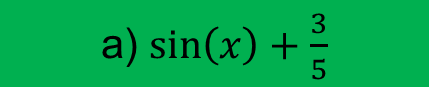 a) sin(x) + 3/5